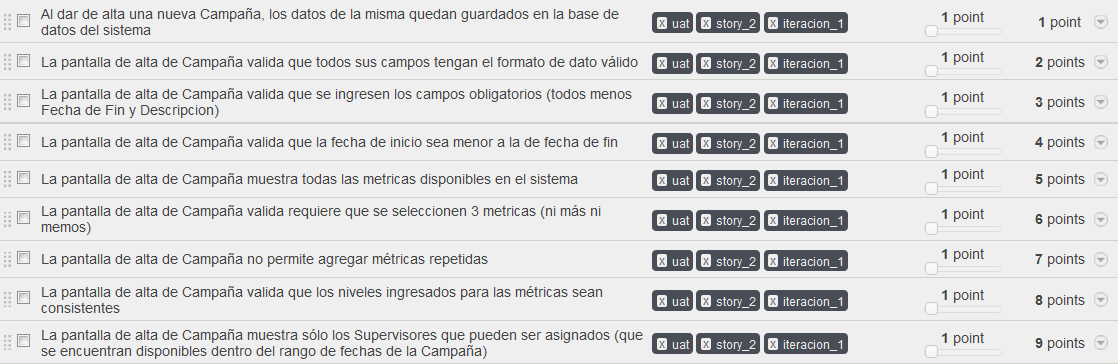 Al dar de alta una nueva Campaña, los datos de la misma quedan guardados en la base de
datos del sistema
x uat x story_2 x iteracion_1
1 point
1 point
La pantalla de alta de Campaña valida que todos sus campos tengan el formato de dato válido
x uat x story_2 x iteracion_1
1 point
2 points
La pantalla de alta de Campaña valida que se ingresen los campos obligatorios (todos menos
Fecha de Fin y Descripcion)
x uat x story_2 x iteracion_1
1 point
3 points
La pantalla de alta de Campaña valida que la fecha de inicio sea menor a la de fecha de fin
x uat x story_2 x iteracion_1
1 point
4 points
La pantalla de alta de Campaña muestra todas las metricas disponibles en el sistema
x uat x story_2 x iteracion_1
1 point
5 points
La pantalla de alta de Campaña valida requiere que se seleccionen 3 metricas (ni más ni
memos)
x uat x story_2 x iteracion_1
1 point
6 points
La pantalla de alta de Campaña no permite agregar métricas repetidas
x uat x story_2 x iteracion_1
1 point
7 points
La pantalla de alta de Campaña valida que los niveles ingresados para las métricas sean
consistentes
x uat x story_2 x iteracion_1
1 point
8 points
La pantalla de alta de Campaña muestra sólo los Supervisores que pueden ser asignados (que
se encuentran disponibles dentro del rango de fechas de la Campaña)
x uat x story_2 x iteracion_1
1 point
9 points